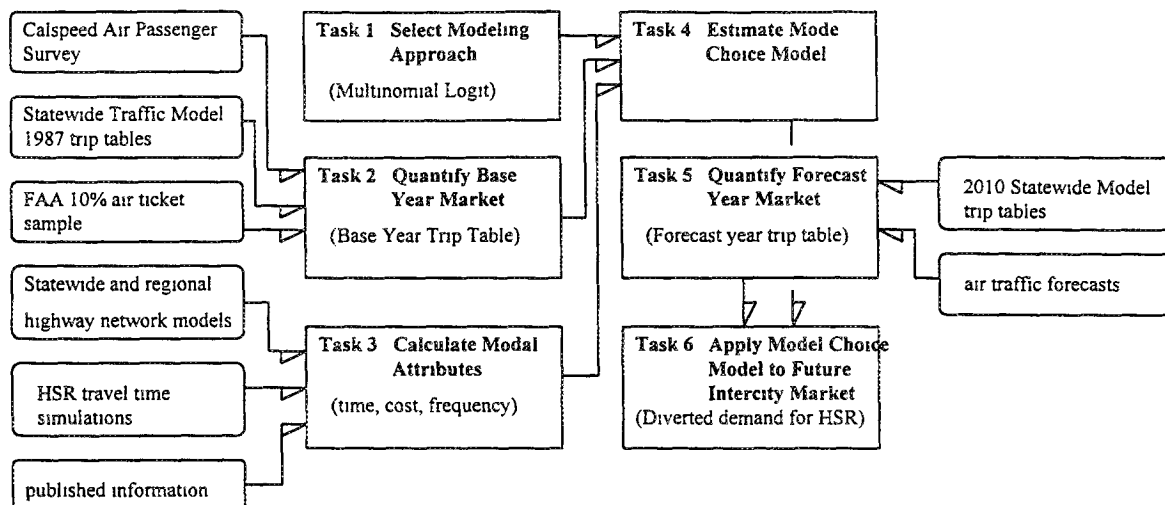 Calspeed Air Passenger
Survey
Statewide Traffic Model
1987 trip tables
FAA 10% air ticket
sample
Statewide and regional
highway network models
HSR travel time
simulations
published information
Task 1 Select Modeling
Approach
(Multinomial Logit)
Task 2 Quantify Base
Year Market
(Base Year Trip Table)
Task 3 Calculate Modal
Attributes
(time, cost, frequency)
Task 4 Estimate Mode
Choice Model
Task 5 Quantify Forecast
Year Market
(Forecast year trip table)
Task 6 Apply Model Choice
Model to Future
Intercity Market
(Diverted demand for HSR)
2010 Statewide Model
trip tables
air traffic forecasts